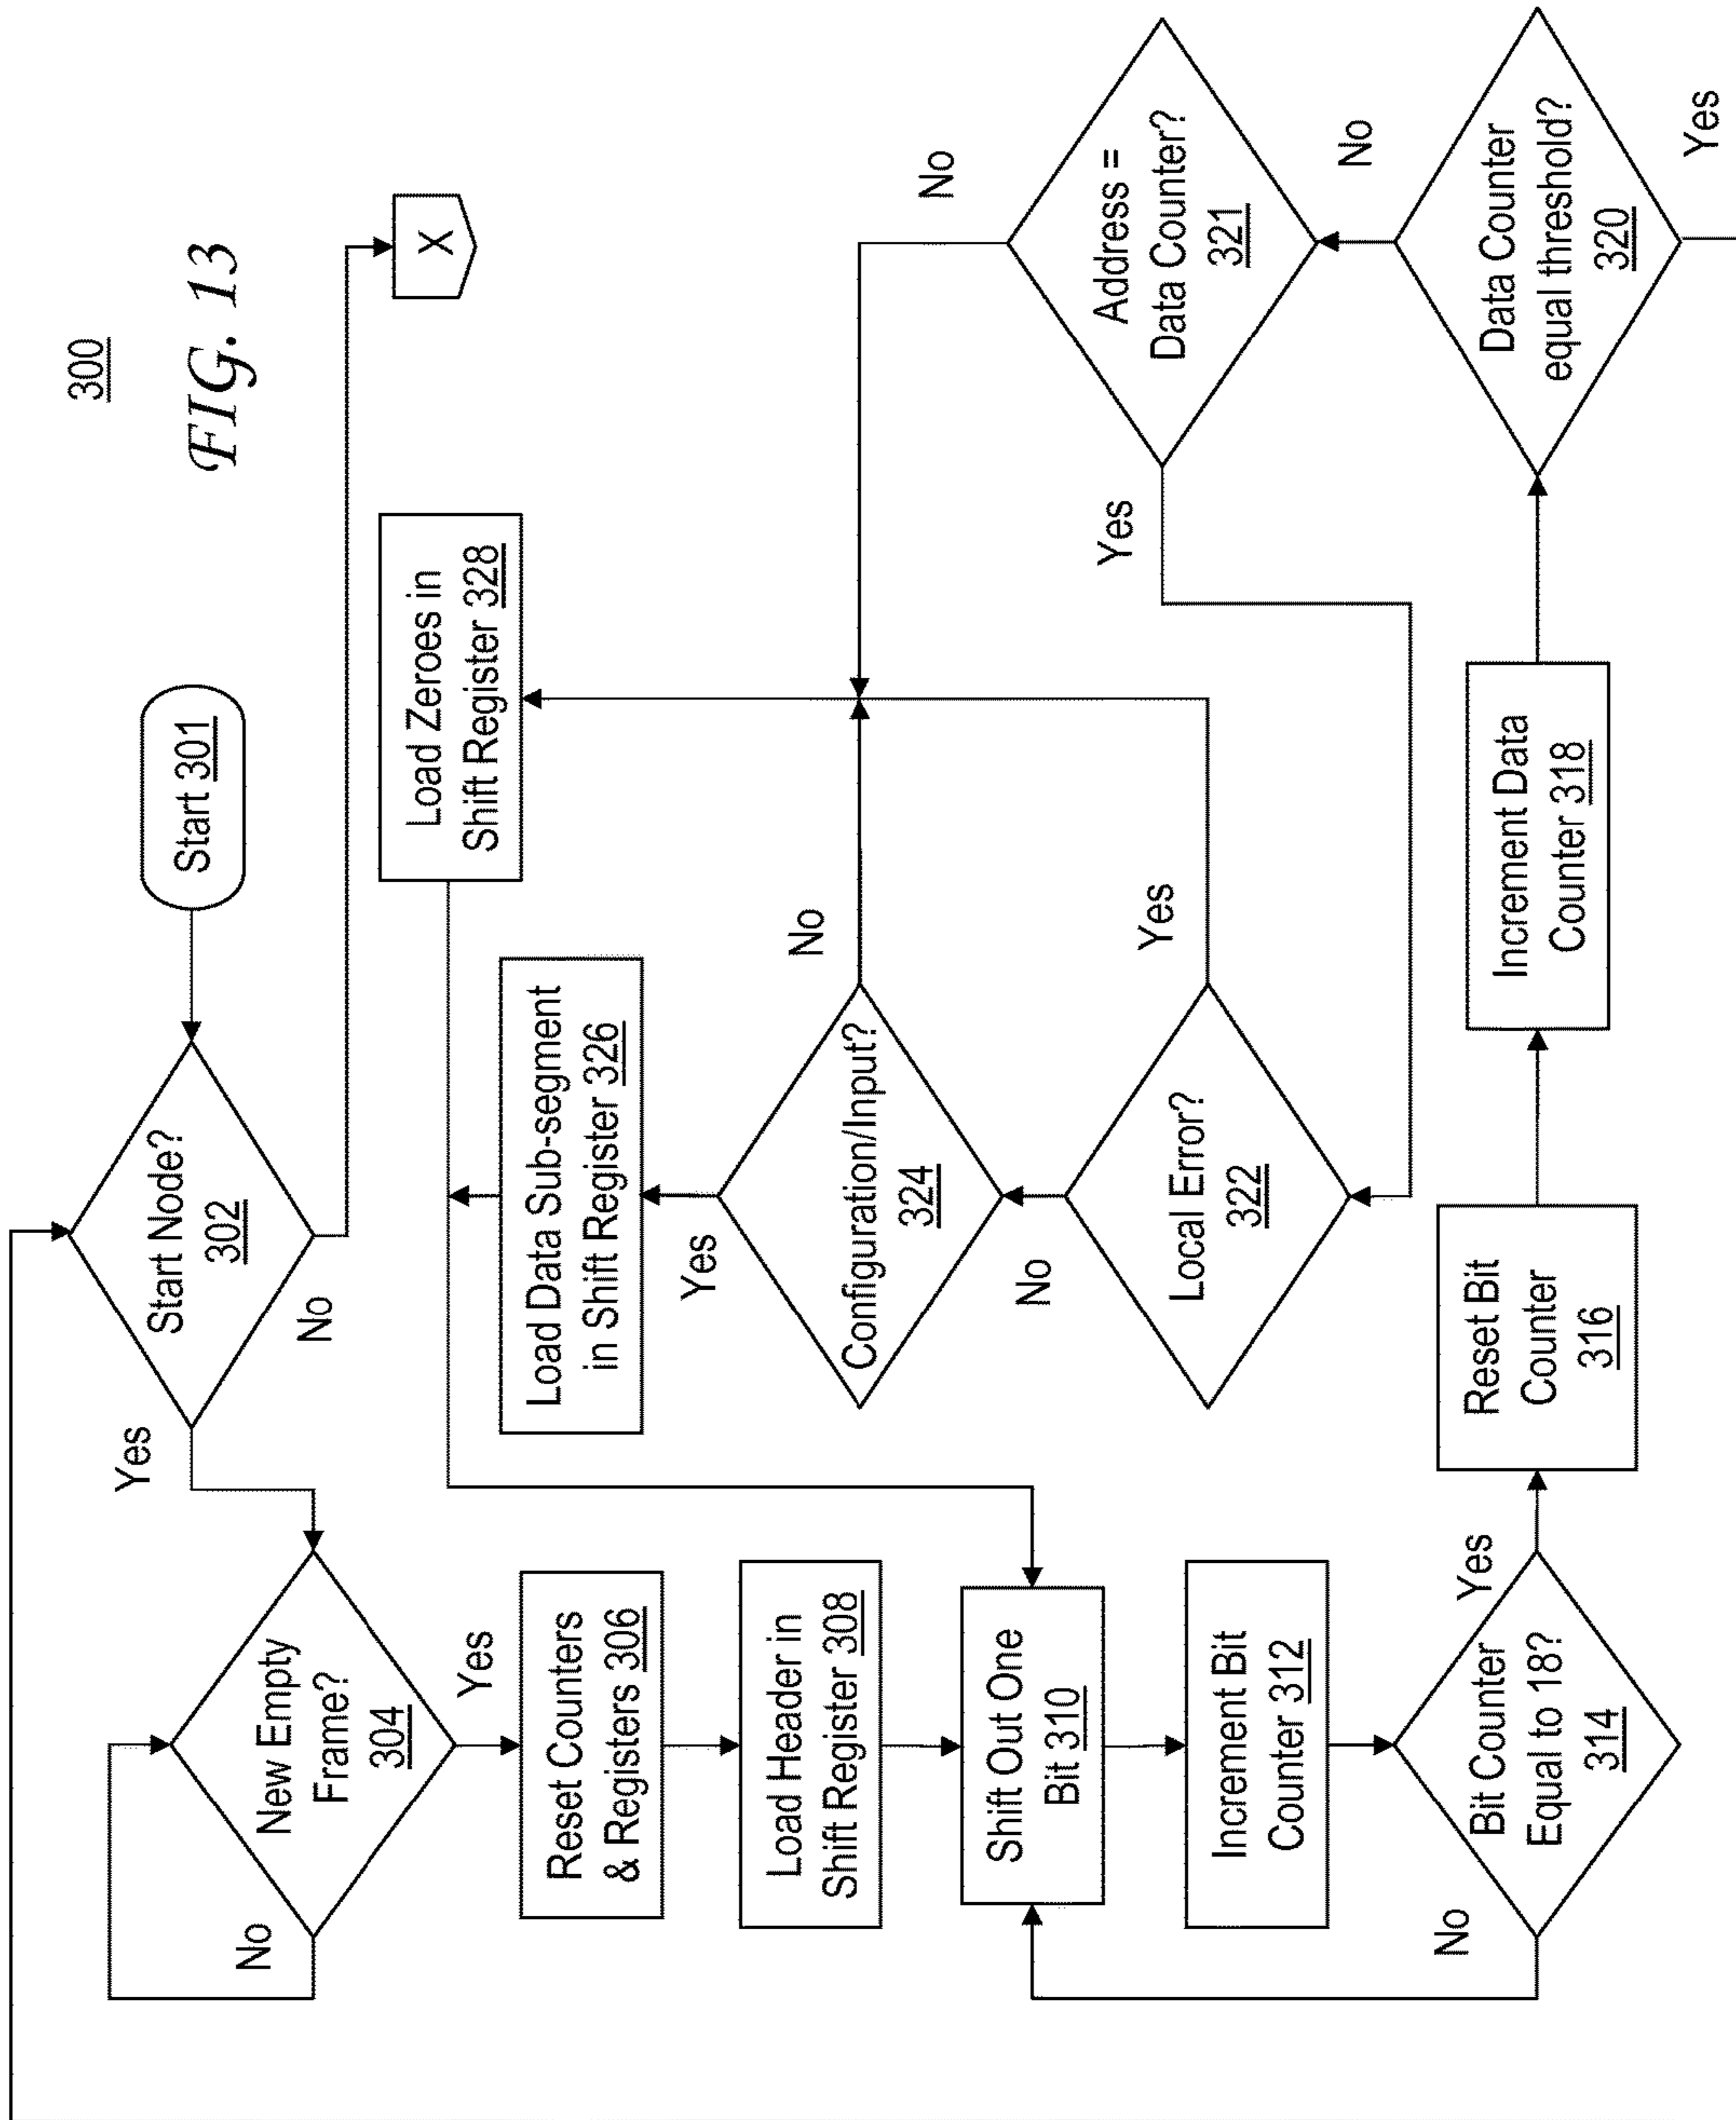 300
FIG. 13
Start 301
Start Node?
302
Yes
No
X
New Empty
Frame?
304
No
Yes
Reset Counters
& Registers 306
Load Header in
Shift Register 308
Shift Out One
Bit 310
Increment Bit
Counter 312
Bit Counter
Equal to 18?
314
No
Yes
Reset Bit
Counter
316
Increment Data
Counter 318
Data Counter
equal threshold?
320
No
Yes
Address =
Data Counter?
321
Yes
No
Local Error?
322
No
Yes
Configuration/Input?
324
Yes
No
Load Data Sub-segment
in Shift Register 326
Load Zeroes in
Shift Register 328